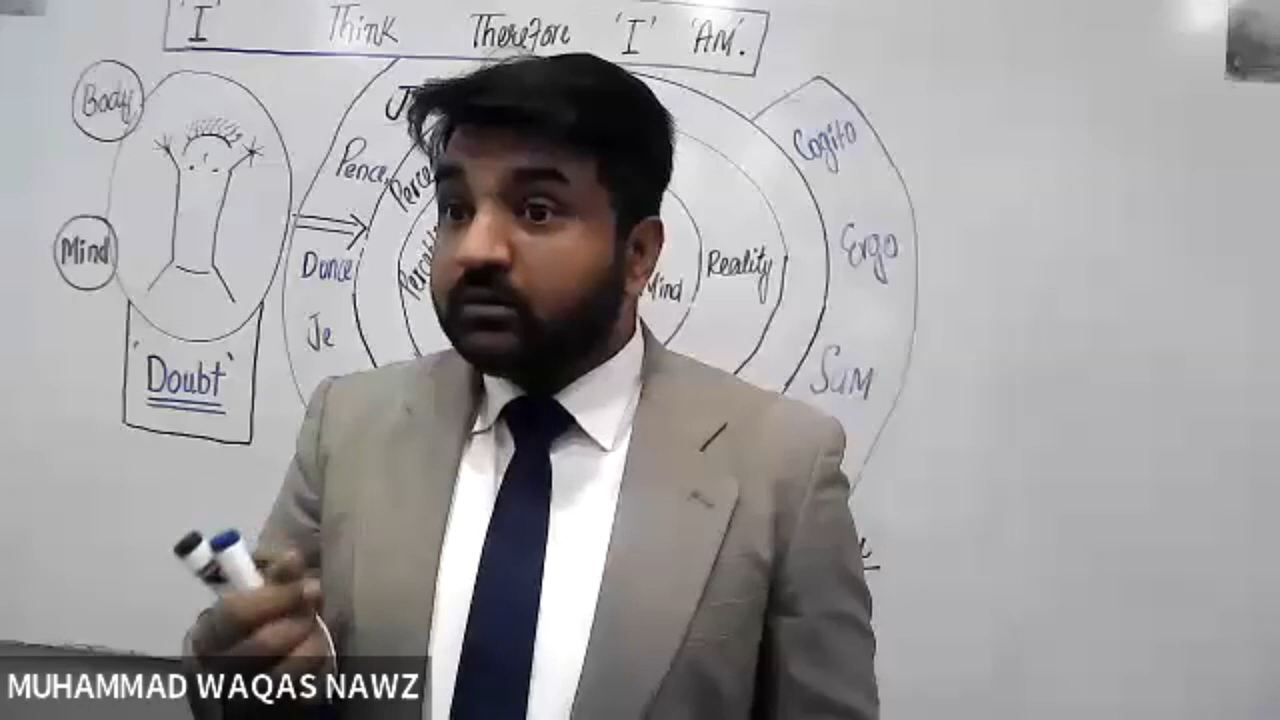 'I' Think Therefore 'I' 'AM'.
Body
Mind
'Doubt'
J
Pence,
Dance
Je
Perce
Mind
Reality
Cogito
Ergo
Sum
MUHAMMAD WAQAS NAWZ